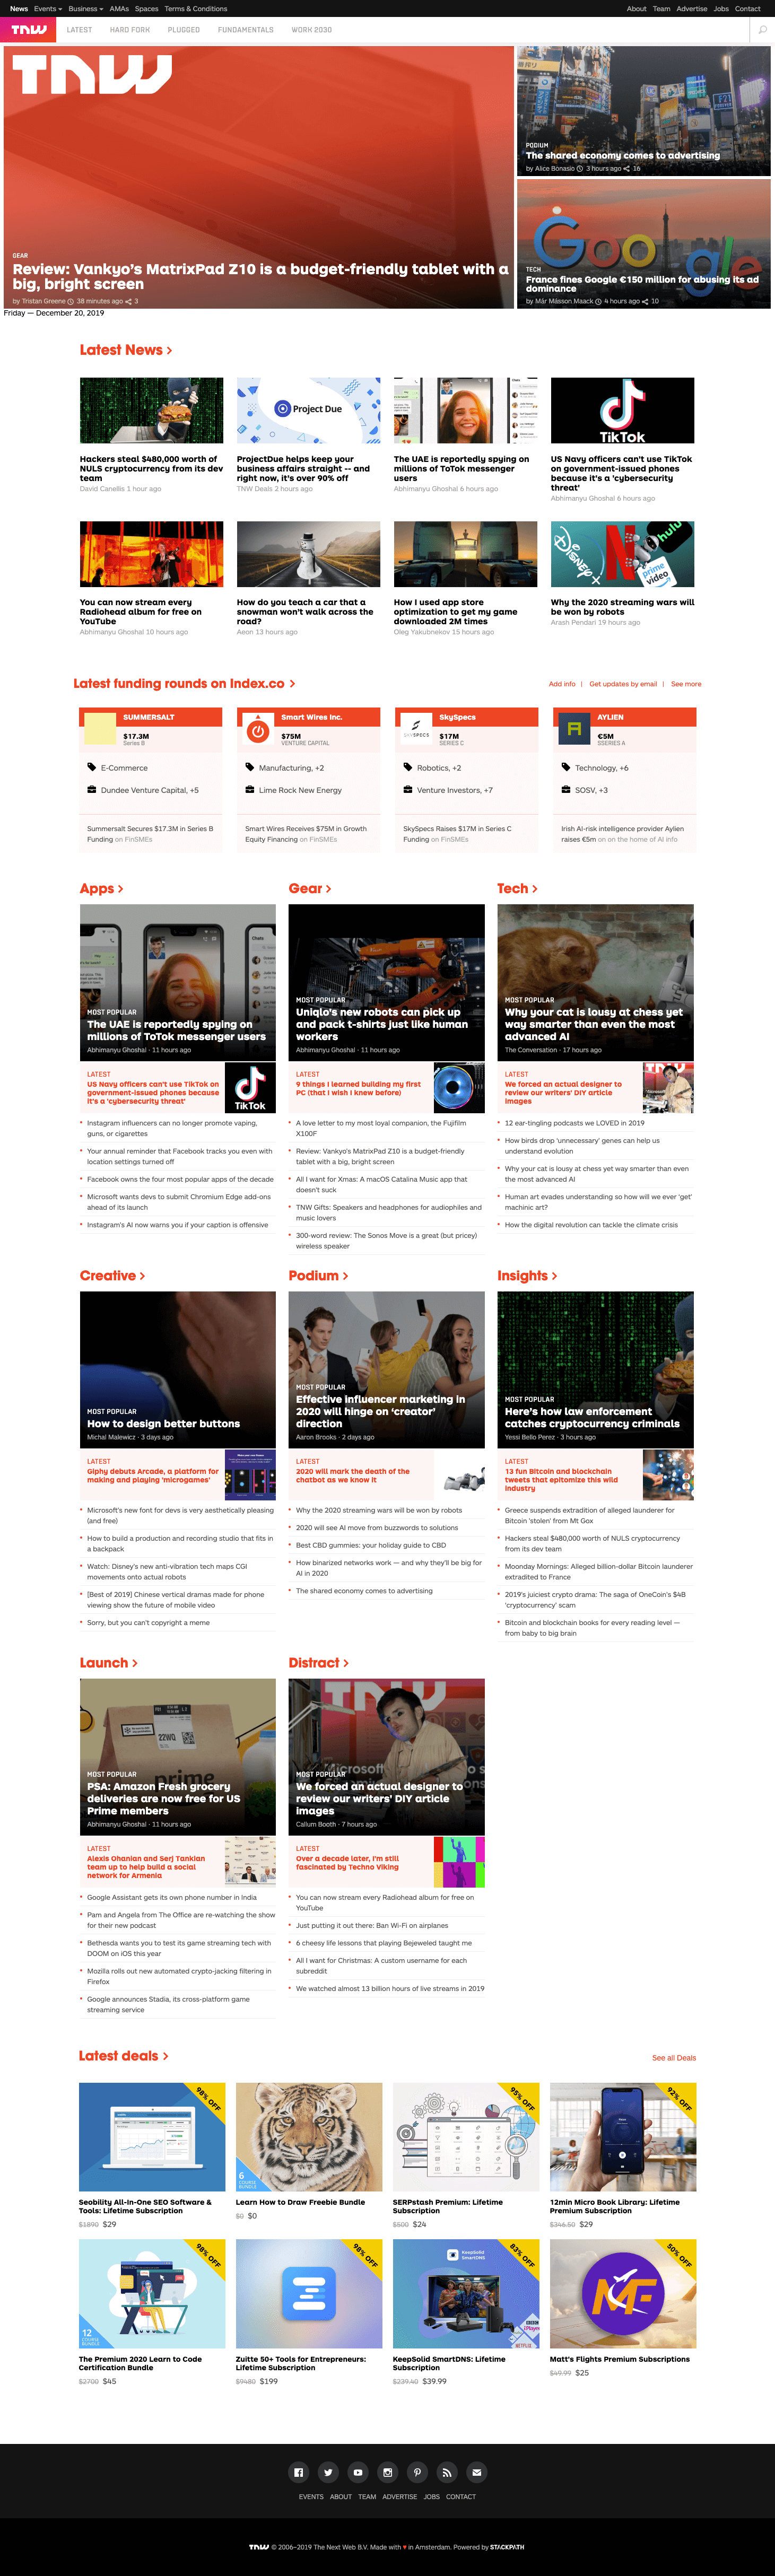 News Events Business AMAs Spaces Terms & Conditions About Team Advertise Jobs Contact
TNW LATEST HARD FORK PLUGGED FUNDAMENTALS WORK 2030
TNW
GEAR
Review: Vankyo's MatrixPad Z10 is a budget-friendly tablet with a
big, bright screen
by Tristan Greene 38 minutes ago 3
PODIUM
The shared economy comes to advertising
by Alice Bonasio 3 hours ago 16
Google
TECH
France fines Google €150 million for abusing its ad
dominance
by Már Másson Maack 4 hours ago 10
Friday — December 20, 2019
Latest News
Project Due
TikTok
Hackers steal $480,000 worth of
NULS cryptocurrency from its dev
team
David Canellis 1 hour ago
ProjectDue helps keep your
business affairs straight -- and
right now, it's over 90% off
TNW Deals 2 hours ago
The UAE is reportedly spying on
millions of ToTok messenger
users
Abhimanyu Ghoshal 6 hours ago
US Navy officers can't use TikTok
on government-issued phones
because it's a 'cybersecurity
threat'
Abhimanyu Ghoshal 6 hours ago
Disney+ N hulu prime video
You can now stream every
Radiohead album for free on
YouTube
Abhimanyu Ghoshal 10 hours ago
How do you teach a car that a
snowman won't walk across the
road?
Aeon 13 hours ago
How I used app store
optimization to get my game
downloaded 2M times
Oleg Yakubnekov 15 hours ago
Why the 2020 streaming wars will
be won by robots
Arash Pendari 19 hours ago
Latest funding rounds on Index.co
Add info | Get updates by email | See more
SUMMERSALT
$17.3M
Series B
E-Commerce
Dundee Venture Capital, +5
Summersalt Secures $17.3M in Series B
Funding on FinSMEs
Smart Wires Inc.
$75M
VENTURE CAPITAL
Manufacturing, +2
Lime Rock New Energy
Smart Wires Receives $75M in Growth
Equity Financing on FinSMEs
SkySpecs
$17M
SERIES C
Robotics, +2
Venture Investors, +7
SkySpecs Raises $17M in Series C
Funding on FinSMEs
AYLIEN
€5M
SSERIES A
Technology, +6
SOSV, +3
Irish AI-risk intelligence provider Aylien
raises €5m on on the home of AI info
Apps
MOST POPULAR
The UAE is reportedly spying on
millions of ToTok messenger users
Abhimanyu Ghoshal - 11 hours ago
LATEST
US Navy officers can't use TikTok on
government-issued phones because
it's a 'cybersecurity threat'
TikTok
Instagram influencers can no longer promote vaping,
guns, or cigarettes
Your annual reminder that Facebook tracks you even with
location settings turned off
Facebook owns the four most popular apps of the decade
Microsoft wants devs to submit Chromium Edge add-ons
ahead of its launch
Instagram's AI now warns you if your caption is offensive
Gear
MOST POPULAR
Uniqlo's new robots can pick up
and pack t-shirts just like human
workers
Abhimanyu Ghoshal - 11 hours ago
LATEST
9 things I learned building my first
PC (that I wish I knew before)
A love letter to my most loyal companion, the Fujifilm
X100F
Review: Vankyo's MatrixPad Z10 is a budget-friendly
tablet with a big, bright screen
All I want for Xmas: A macOS Catalina Music app that
doesn't suck
TNW Gifts: Speakers and headphones for audiophiles and
music lovers
300-word review: The Sonos Move is a great (but pricey)
wireless speaker
Tech
MOST POPULAR
Why your cat is lousy at chess yet
way smarter than even the most
advanced AI
The Conversation - 17 hours ago
LATEST
We forced an actual designer to
review our writers' DIY article
images
12 ear-tingling podcasts we LOVED in 2019
How birds drop 'unnecessary' genes can help us
understand evolution
Why your cat is lousy at chess yet way smarter than even
the most advanced AI
Human art evades understanding so how will we ever 'get'
machinic art?
How the digital revolution can tackle the climate crisis
Creative
MOST POPULAR
How to design better buttons
Michal Malewicz - 3 days ago
LATEST
Giphy debuts Arcade, a platform for
making and playing 'microgames'
Microsoft's new font for devs is very aesthetically pleasing
(and free)
How to build a production and recording studio that fits in
a backpack
Watch: Disney's new anti-vibration tech maps CGI
movements onto actual robots
[Best of 2019] Chinese vertical dramas made for phone
viewing show the future of mobile video
Sorry, but you can't copyright a meme
Podium
MOST POPULAR
Effective influencer marketing in
2020 will hinge on 'creator'
direction
Aaron Brooks - 2 days ago
LATEST
2020 will mark the death of the
chatbot as we know it
Why the 2020 streaming wars will be won by robots
2020 will see AI move from buzzwords to solutions
Best CBD gummies: your holiday guide to CBD
How binarized networks work — and why they'll be big for
AI in 2020
The shared economy comes to advertising
Insights
MOST POPULAR
Here's how law enforcement
catches cryptocurrency criminals
Yessi Bello Perez - 3 hours ago
LATEST
13 fun Bitcoin and blockchain
tweets that epitomize this wild
industry
Greece suspends extradition of alleged launderer for
Bitcoin 'stolen' from Mt Gox
Hackers steal $480,000 worth of NULS cryptocurrency
from its dev team
Moonday Mornings: Alleged billion-dollar Bitcoin launderer
extradited to France
2019's juiciest crypto drama: The saga of OneCoin's $4B
'cryptocurrency' scam
Bitcoin and blockchain books for every reading level —
from baby to big brain
Launch
22WQ
prime
MOST POPULAR
PSA: Amazon Fresh grocery
deliveries are now free for US
Prime members
Abhimanyu Ghoshal - 11 hours ago
LATEST
Alexis Ohanian and Serj Tankian
team up to help build a social
network for Armenia
Google Assistant gets its own phone number in India
Pam and Angela from The Office are re-watching the show
for their new podcast
Bethesda wants you to test its game streaming tech with
DOOM on iOS this year
Mozilla rolls out new automated crypto-jacking filtering in
Firefox
Google announces Stadia, its cross-platform game
streaming service
Distract
TNW
MOST POPULAR
We forced an actual designer to
review our writers' DIY article
images
Callum Booth - 7 hours ago
LATEST
Over a decade later, I'm still
fascinated by Techno Viking
You can now stream every Radiohead album for free on
YouTube
Just putting it out there: Ban Wi-Fi on airplanes
6 cheesy life lessons that playing Bejeweled taught me
All I want for Christmas: A custom username for each
subreddit
We watched almost 13 billion hours of live streams in 2019
Latest deals
See all Deals
98% OFF
Seobility All-In-One SEO Software &
Tools: Lifetime Subscription
$1890 $29
6 COURSE BUNDLE
Learn How to Draw Freebie Bundle
$0 $0
95% OFF
SERPstash Premium: Lifetime
Subscription
$500 $24
92% OFF
12min Micro Book Library: Lifetime
Premium Subscription
$346.50 $29
98% OFF
12 COURSE BUNDLE
The Premium 2020 Learn to Code
Certification Bundle
$2700 $45
98% OFF
Zuitte 50+ Tools for Entrepreneurs:
Lifetime Subscription
$9480 $199
KeepSolid SmartDNS
83% OFF
NETFLIX
KeepSolid SmartDNS: Lifetime
Subscription
$239.40 $39.99
50% OFF
MF
Matt's Flights Premium Subscriptions
$49.99 $25
EVENTS ABOUT TEAM ADVERTISE JOBS CONTACT
TNW © 2006–2019 The Next Web B.V. Made with ♥ in Amsterdam. Powered by STACKPATH